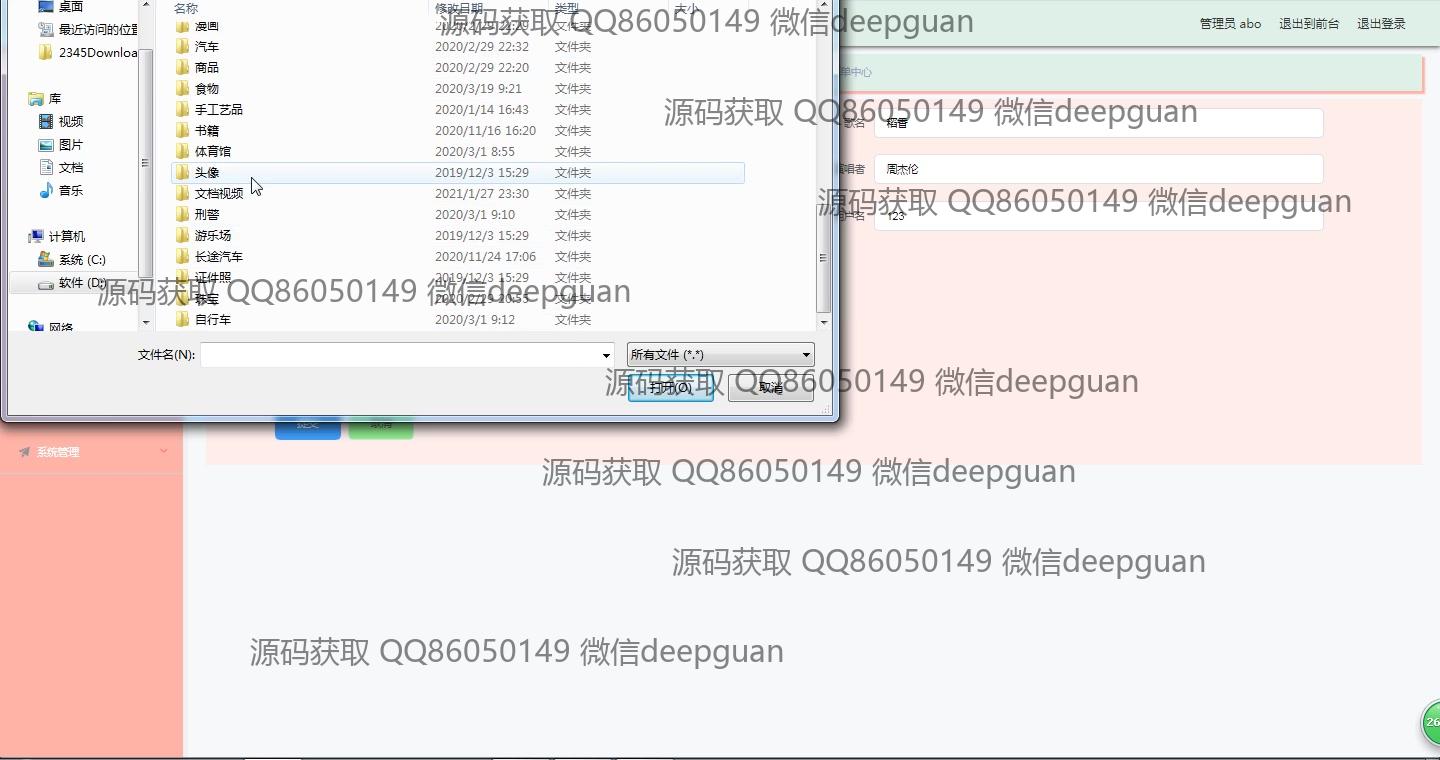 桌面
最近访问的位置
2345Downloa
库
视频
图片
文档
音乐
计算机
系统 (C:)
软件 (D:)
网络
名称 修改日期 类型 大小
漫画 文件夹
汽车 2020/2/29 22:32 文件夹
商品 2020/2/29 22:20 文件夹
食物 2020/3/19 9:21 文件夹
手工艺品 2020/1/14 16:43 文件夹
书籍 2020/11/16 16:20 文件夹
体育馆 2020/3/1 8:55 文件夹
头像 2019/12/3 15:29 文件夹
文档视频 2021/1/27 23:30 文件夹
刑警 2020/3/1 9:10 文件夹
游乐场 2019/12/3 15:29 文件夹
长途汽车 2020/11/24 17:06 文件夹
证件照 2019/12/3 15:29 文件夹
珠宝 2020/2/29 20:55 文件夹
自行车 2020/3/1 9:12 文件夹
文件名(N):
所有文件 (*.*)
打开(O) 取消
管理员 abo 退出到前台 退出登录
单中心
歌名 稻香
演唱者 周杰伦
用户名 123
提交 取消
系统管理
源码获取 QQ86050149 微信deepguan
源码获取 QQ86050149 微信deepguan
源码获取 QQ86050149 微信deepguan
源码获取 QQ86050149 微信deepguan
源码获取 QQ86050149 微信deepguan
源码获取 QQ86050149 微信deepguan
源码获取 QQ86050149 微信deepguan
源码获取 QQ86050149 微信deepguan
26